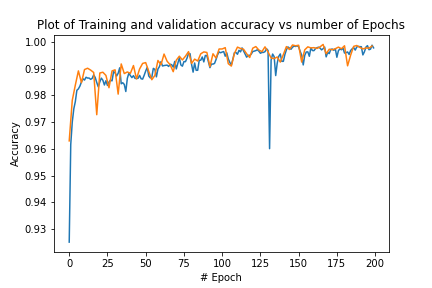 Plot of Training and validation accuracy vs number of Epochs
1.00
0.99
0.98
0.97
0.96
0.95
0.94
0.93
Accuracy
0 25 50 75 100 125 150 175 200
# Epoch